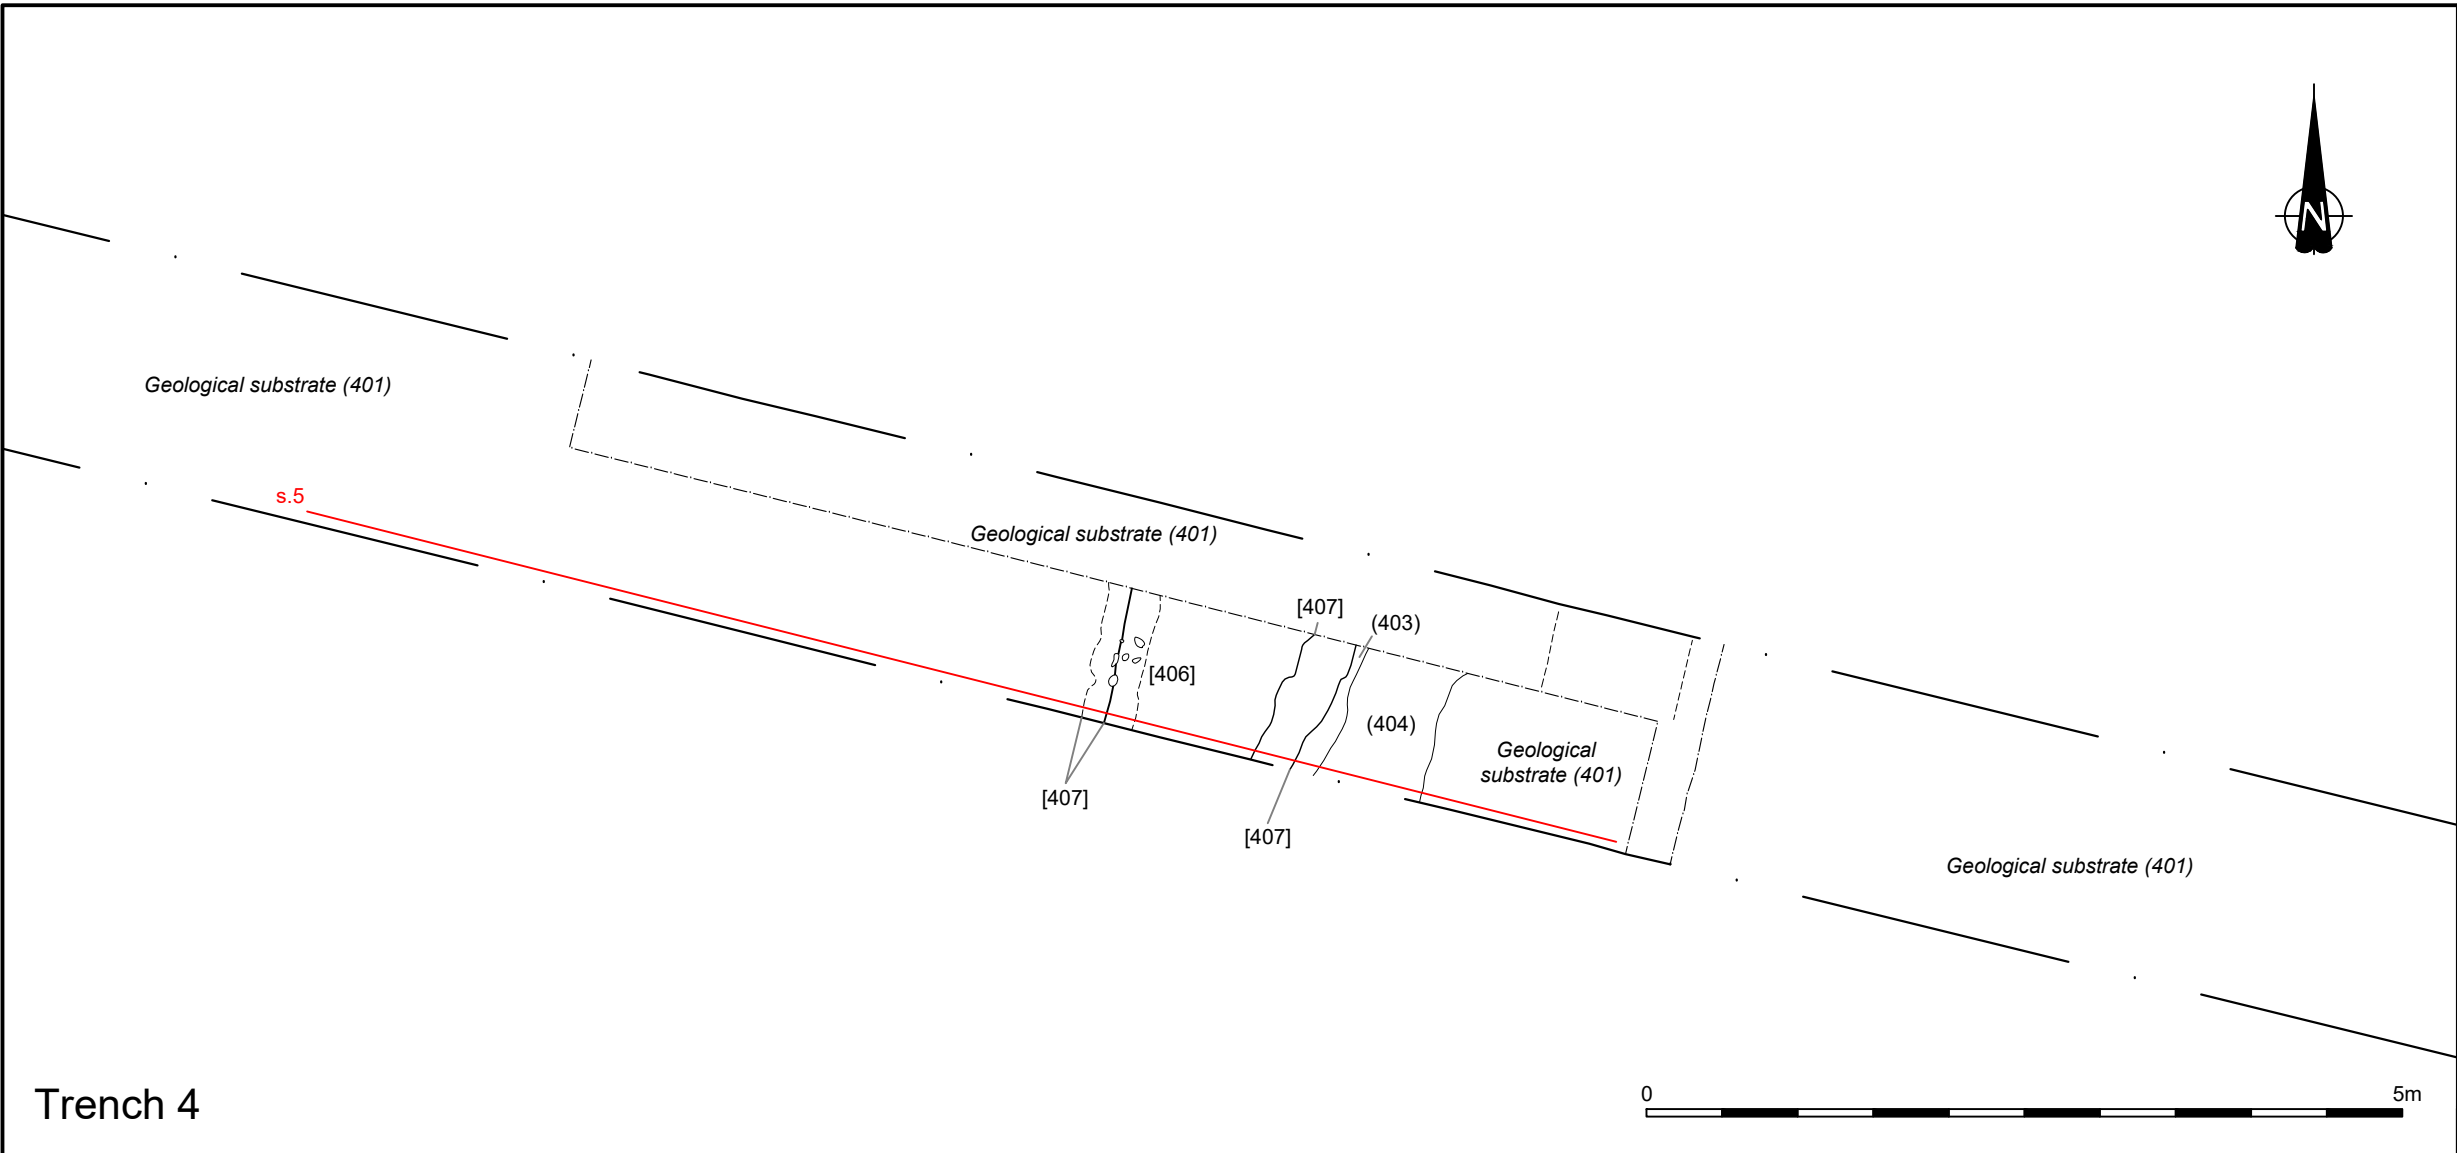 N
Geological substrate (401)
s.5
Geological substrate (401)
[407]
(403)
[406]
(404)
Geological
substrate (401)
[407]
[407]
Geological substrate (401)
Trench 4
0 5m